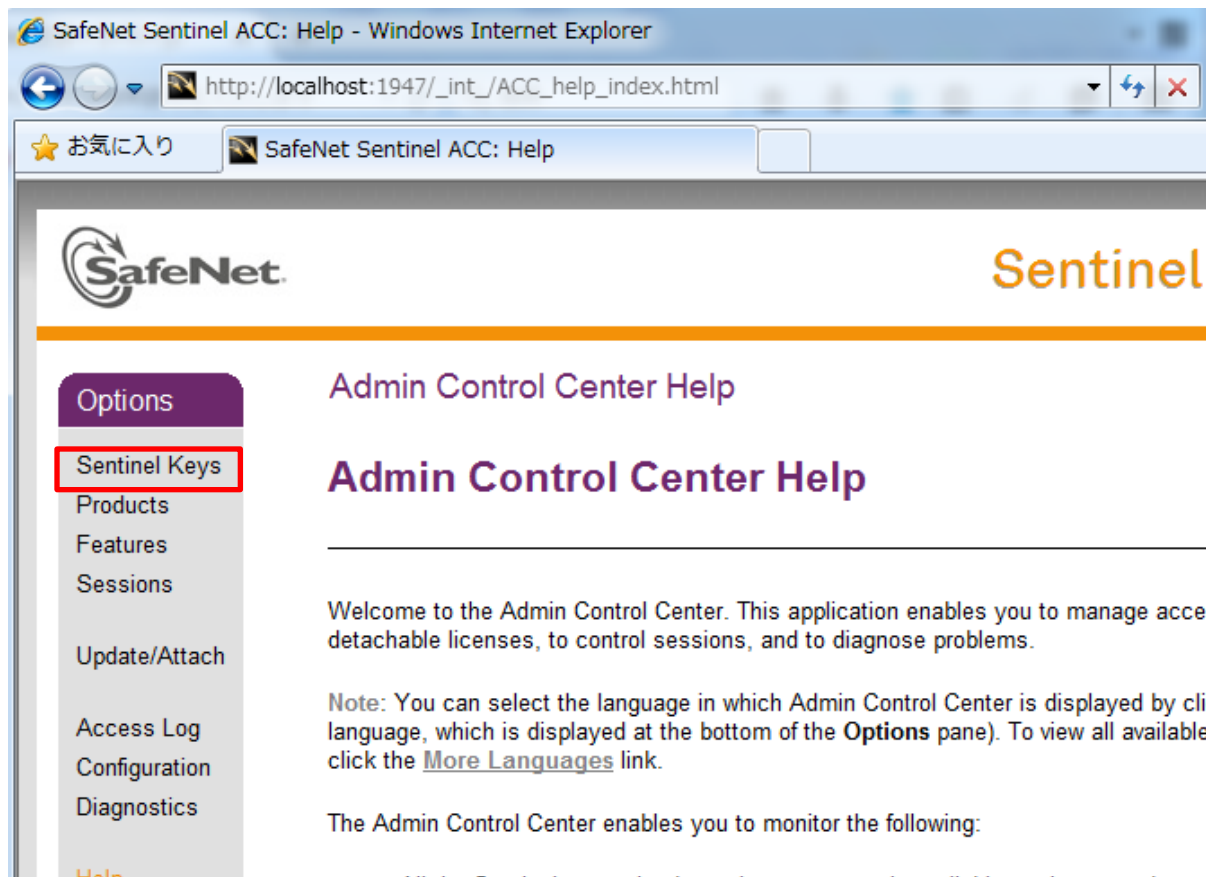 SafeNet Sentinel ACC: Help - Windows Internet Explorer
http://localhost:1947/_int_/ACC_help_index.html
お気に入り
SafeNet Sentinel ACC: Help
SafeNet.
Sentinel
Options
Sentinel Keys
Products
Features
Sessions
Update/Attach
Access Log
Configuration
Diagnostics
Help
Admin Control Center Help
Admin Control Center Help
Welcome to the Admin Control Center. This application enables you to manage acce
detachable licenses, to control sessions, and to diagnose problems.
Note: You can select the language in which Admin Control Center is displayed by cli
language, which is displayed at the bottom of the Options pane). To view all available
click the More Languages link.
The Admin Control Center enables you to monitor the following: